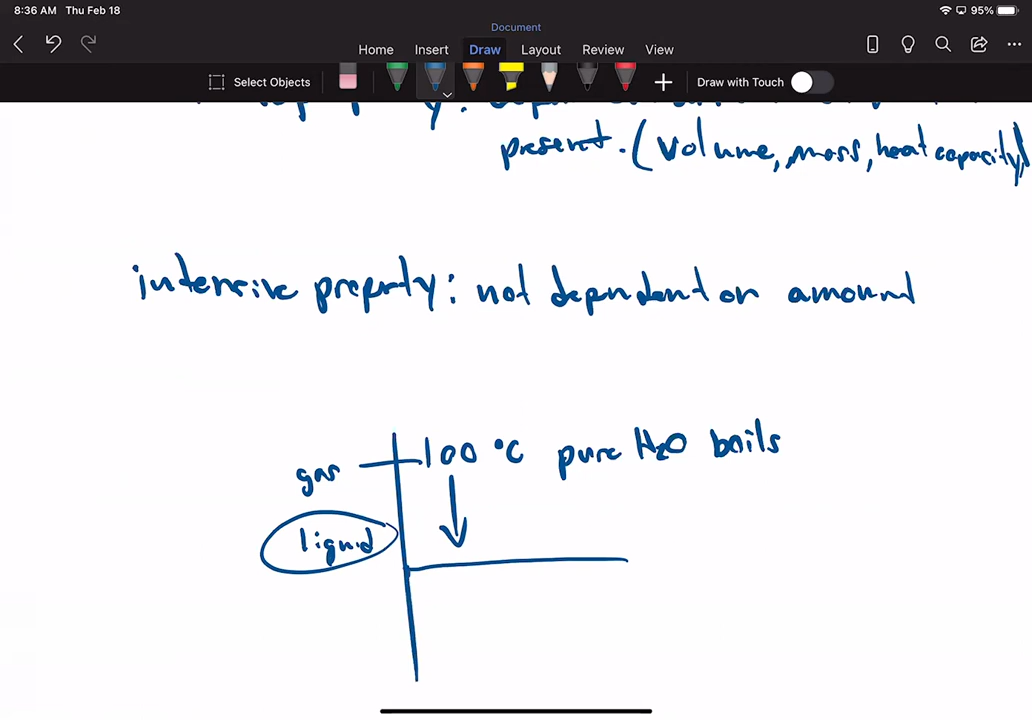 8:36 AM Thu Feb 18
95%
Document
Home Insert Draw Layout Review View
Select Objects
Draw with Touch
present. (volume, mass, heat capacity)
intensive property: not dependent on amount
100 °C pure H₂O boils
gas
liquid